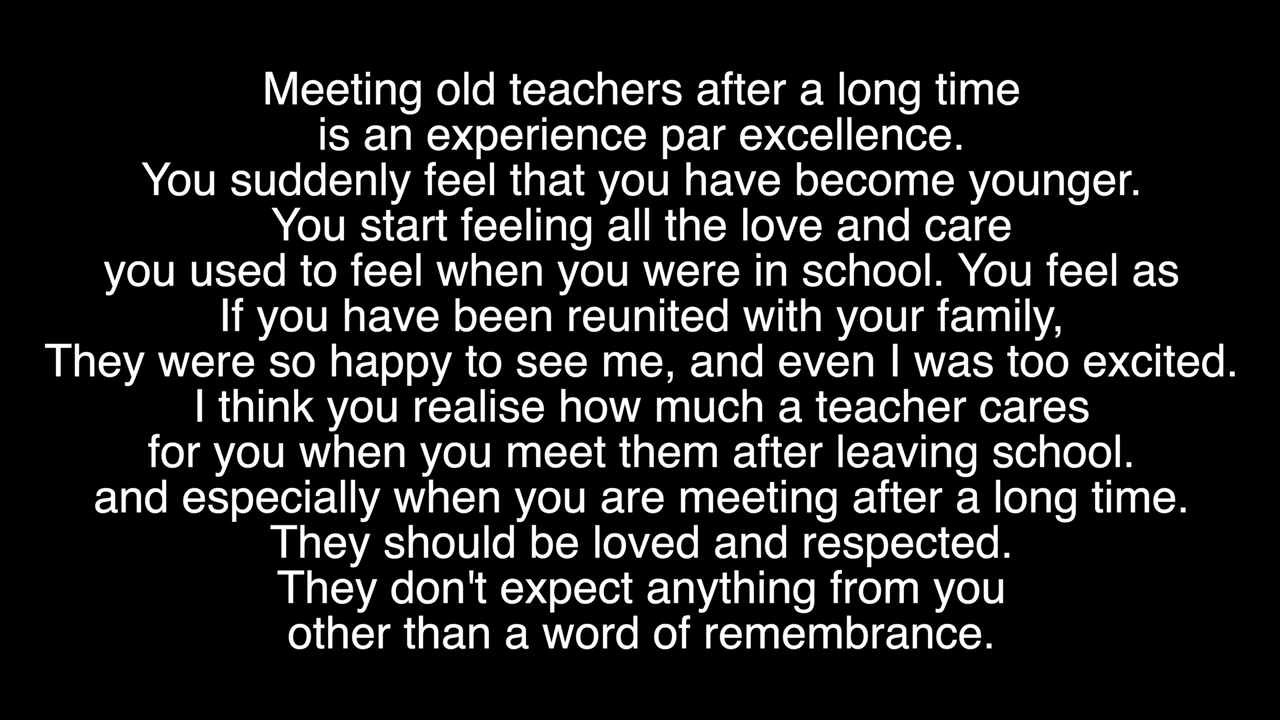 Meeting old teachers after a long time
is an experience par excellence.
You suddenly feel that you have become younger.
You start feeling all the love and care
you used to feel when you were in school. You feel as
If you have been reunited with your family,
They were so happy to see me, and even I was too excited.
I think you realise how much a teacher cares
for you when you meet them after leaving school.
and especially when you are meeting after a long time.
They should be loved and respected.
They don't expect anything from you
other than a word of remembrance.